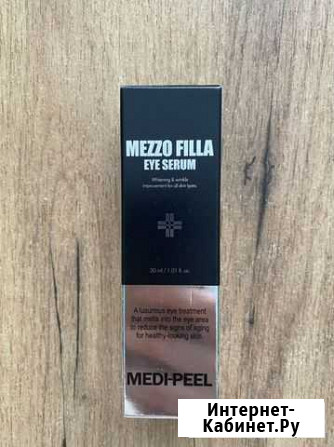 MEZZO FILLA
EYE SERUM
Whitening & wrinkle
improvement for all skin types
30 ml / 1.01 fl. oz
A luxurious eye treatment
that melts into the eye area
to reduce the signs of aging
for healthy-looking skin
MEDI-PEEL
Интернет-
Кабинет.Ру